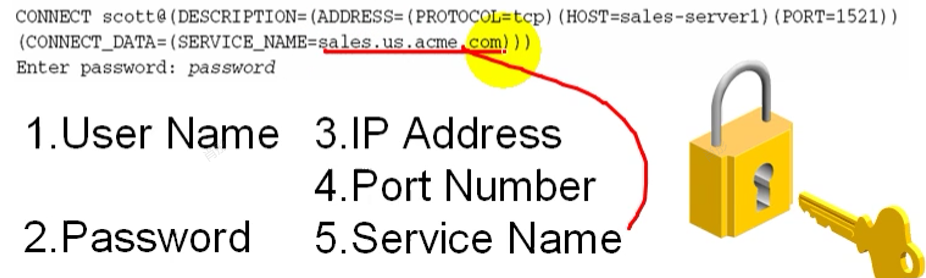 CONNECT scott@(DESCRIPTION=(ADDRESS=(PROTOCOL=tcp)(HOST=sales-server1)(PORT=1521))
(CONNECT_DATA=(SERVICE_NAME=sales.us.acme.com)))
Enter password: password
1.User Name
3.IP Address
4.Port Number
2.Password
5.Service Name